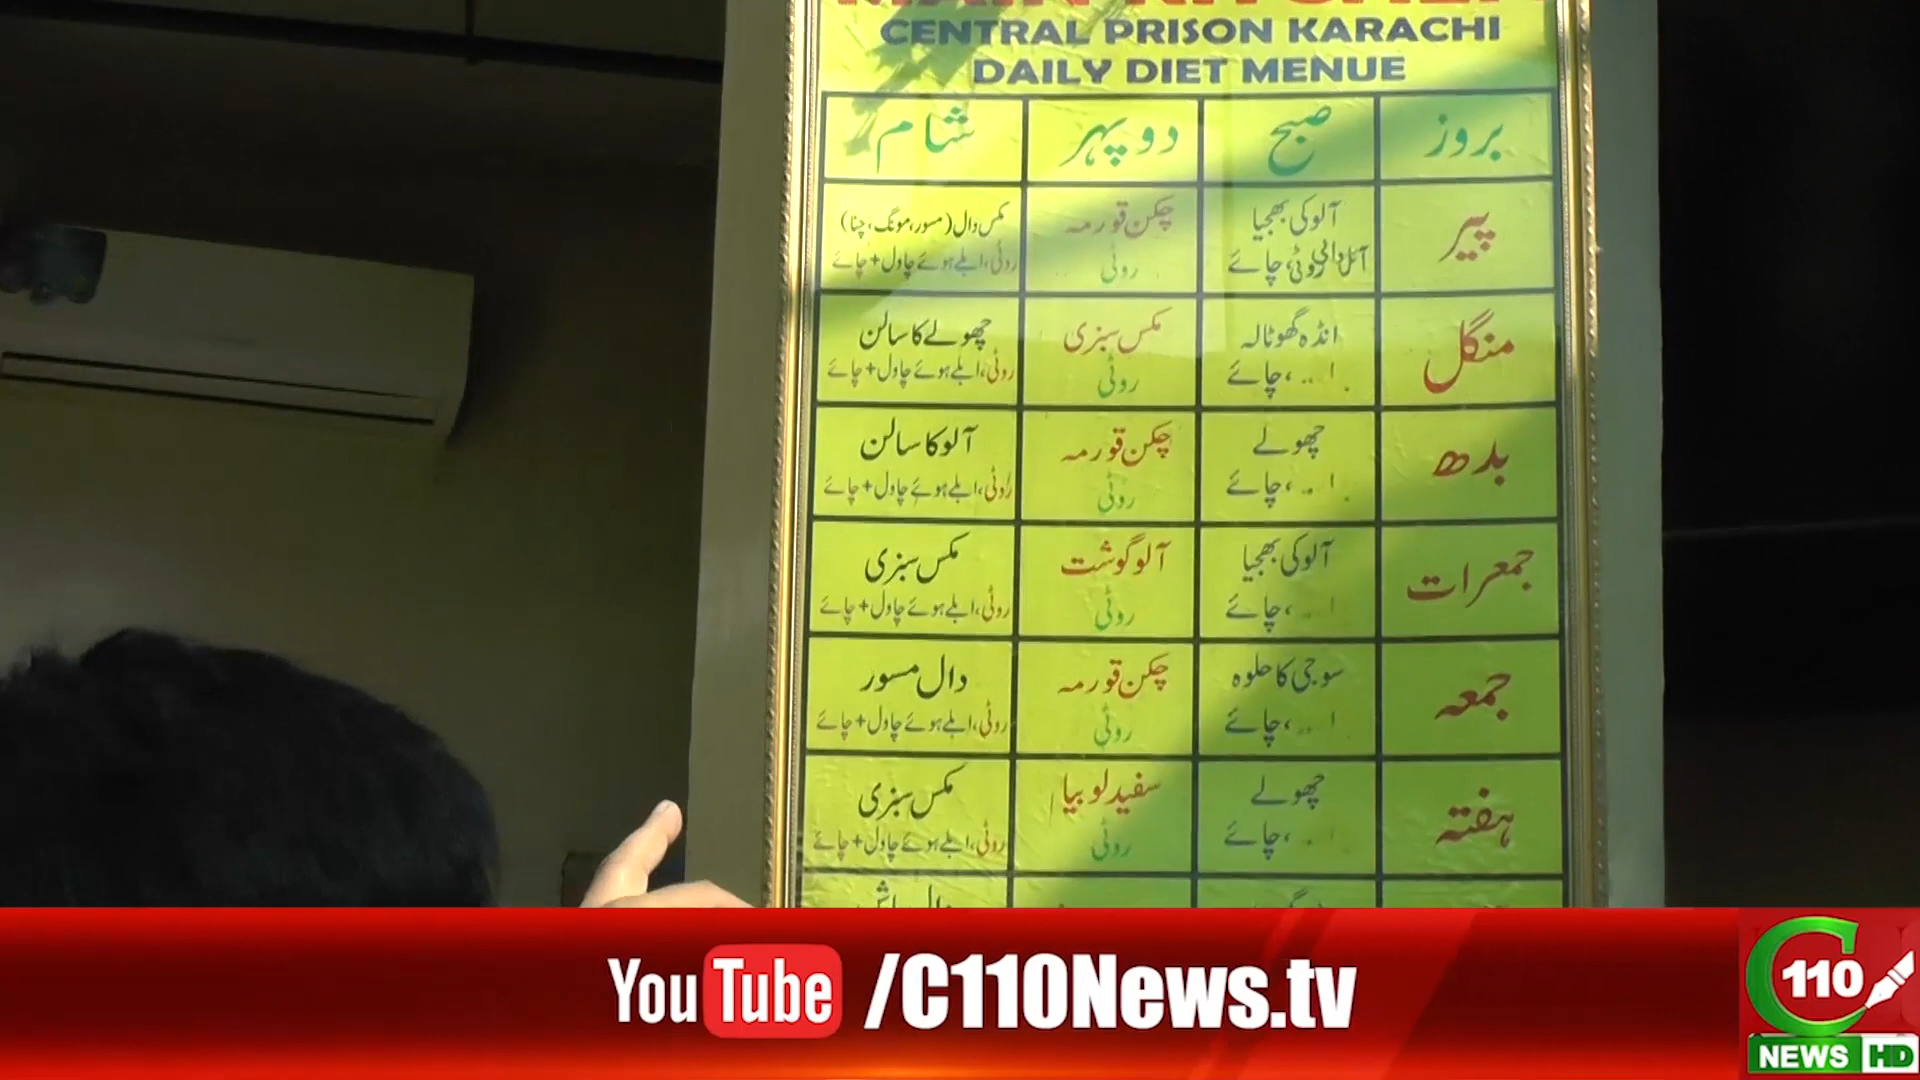 MAIN KITCHEN
CENTRAL PRISON KARACHI
DAILY DIET MENUE
بروز صبح دوپہر شام
پیر آلو کی بھجیا چکن قورمہ مکس دال (مسور، مونگ، چنا)
روٹی، چائے روٹی روٹی، ابلے ہوئے چاول + چائے
منگل انڈہ گھوٹالہ مکس سبزی چھولے کا سالن
، چائے روٹی روٹی، ابلے ہوئے چاول + چائے
بدھ چھولے چکن قورمہ آلو کا سالن
، چائے روٹی روٹی، ابلے ہوئے چاول + چائے
جمعرات آلو کی بھجیا آلو گوشت مکس سبزی
، چائے روٹی روٹی، ابلے ہوئے چاول + چائے
جمعہ سوجی کا حلوہ چکن قورمہ دال مسور
، چائے روٹی روٹی، ابلے ہوئے چاول + چائے
ہفتہ چھولے سفید لوبیا مکس سبزی
، چائے روٹی روٹی، ابلے ہوئے چاول + چائے
YouTube /C110News.tv
C 110
NEWS HD